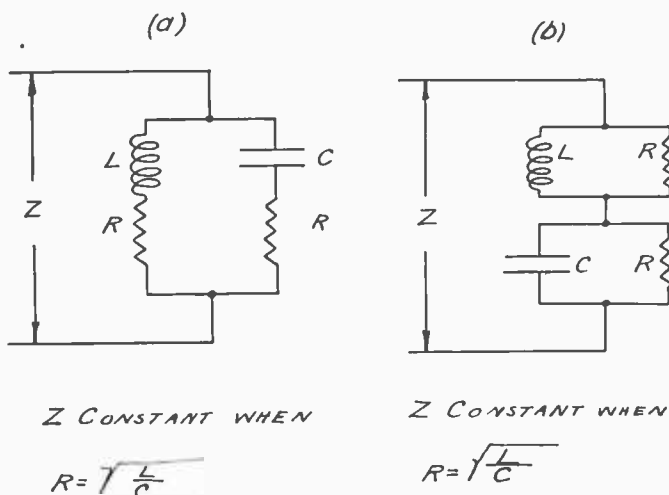 (a)
(b)
L
C
Z
R
R
Z CONSTANT WHEN
R = √L/C
L
R
Z
C
R
Z CONSTANT WHEN
R = √L/C